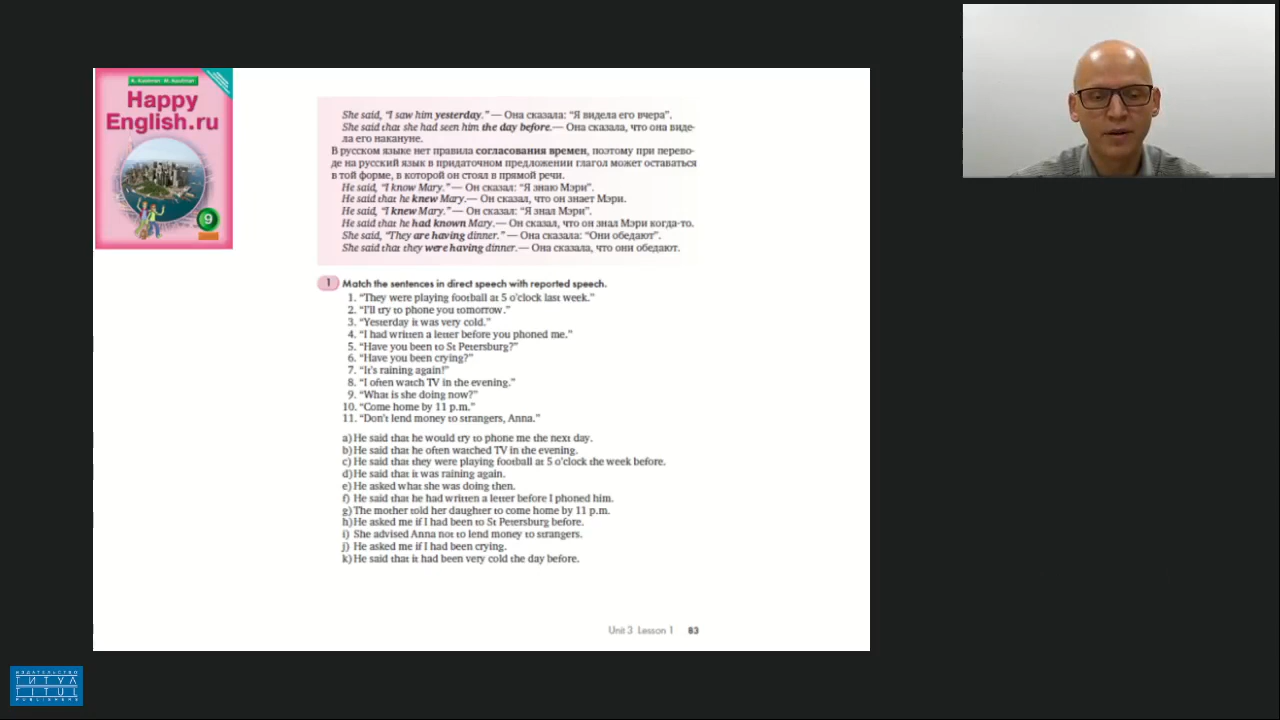 Happy
English.ru
9
She said, “I saw him yesterday.” — Она сказала: “Я видела его вчера”.
She said that she had seen him the day before.— Она сказала, что она виде-
ла его накануне.
В русском языке нет правила согласования времен, поэтому при перево-
де на русский язык в придаточном предложении глагол может оставаться
в той форме, в которой он стоял в прямой речи.
He said, “I know Mary.” — Он сказал: “Я знаю Мэри”.
He said that he knew Mary.— Он сказал, что он знает Мэри.
He said, “I knew Mary.” — Он сказал: “Я знал Мэри”.
He said that he had known Mary.— Он сказал, что он знал Мэри когда-то.
She said, “They are having dinner.” — Она сказала: “Они обедают”.
She said that they were having dinner.— Она сказала, что они обедают.
1 Match the sentences in direct speech with reported speech.
1. “They were playing football at 5 o’clock last week.”
2. “I’ll try to phone you tomorrow.”
3. “Yesterday it was very cold.”
4. “I had written a letter before you phoned me.”
5. “Have you been to St Petersburg?”
6. “Have you been crying?”
7. “It’s raining again!”
8. “I often watch TV in the evening.”
9. “What is she doing now?”
10. “Come home by 11 p.m.”
11. “Don’t lend money to strangers, Anna.”
a) He said that he would try to phone me the next day.
b) He said that he often watched TV in the evening.
c) He said that they were playing football at 5 o’clock the week before.
d) He said that it was raining again.
e) He asked what she was doing then.
f) He said that he had written a letter before I phoned him.
g) The mother told her daughter to come home by 11 p.m.
h) He asked me if I had been to St Petersburg before.
i) She advised Anna not to lend money to strangers.
j) He asked me if I had been crying.
k) He said that it had been very cold the day before.
Unit 3 Lesson 1 83
ИЗДАТЕЛЬСТВО
ТИТУЛ
TITUL
PUBLISHERS